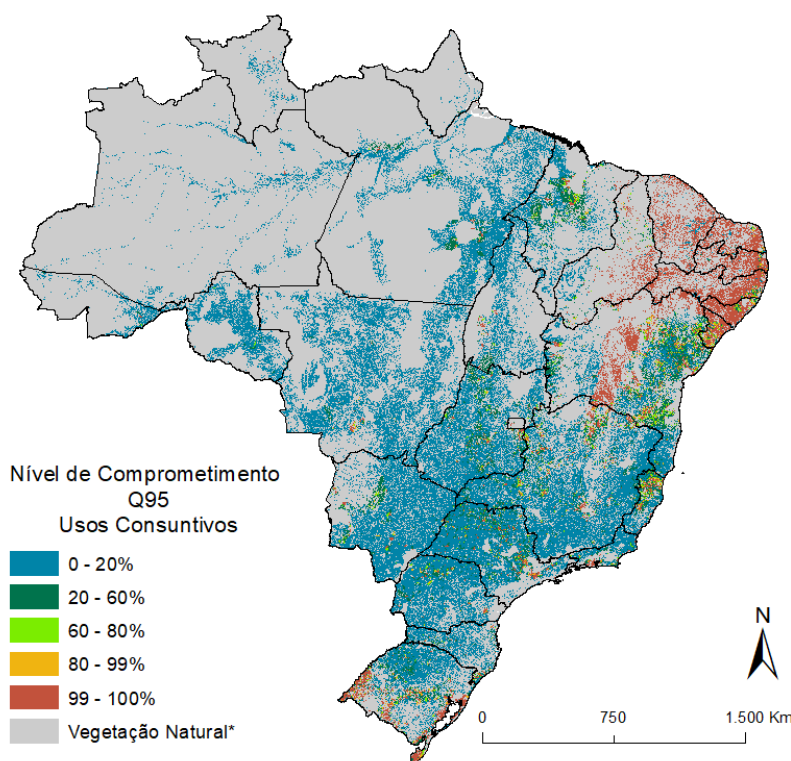 Nível de Comprometimento
Q95
Usos Consuntivos
0 - 20%
20 - 60%
60 - 80%
80 - 99%
99 - 100%
Vegetação Natural*
N
0 750 1.500 Km